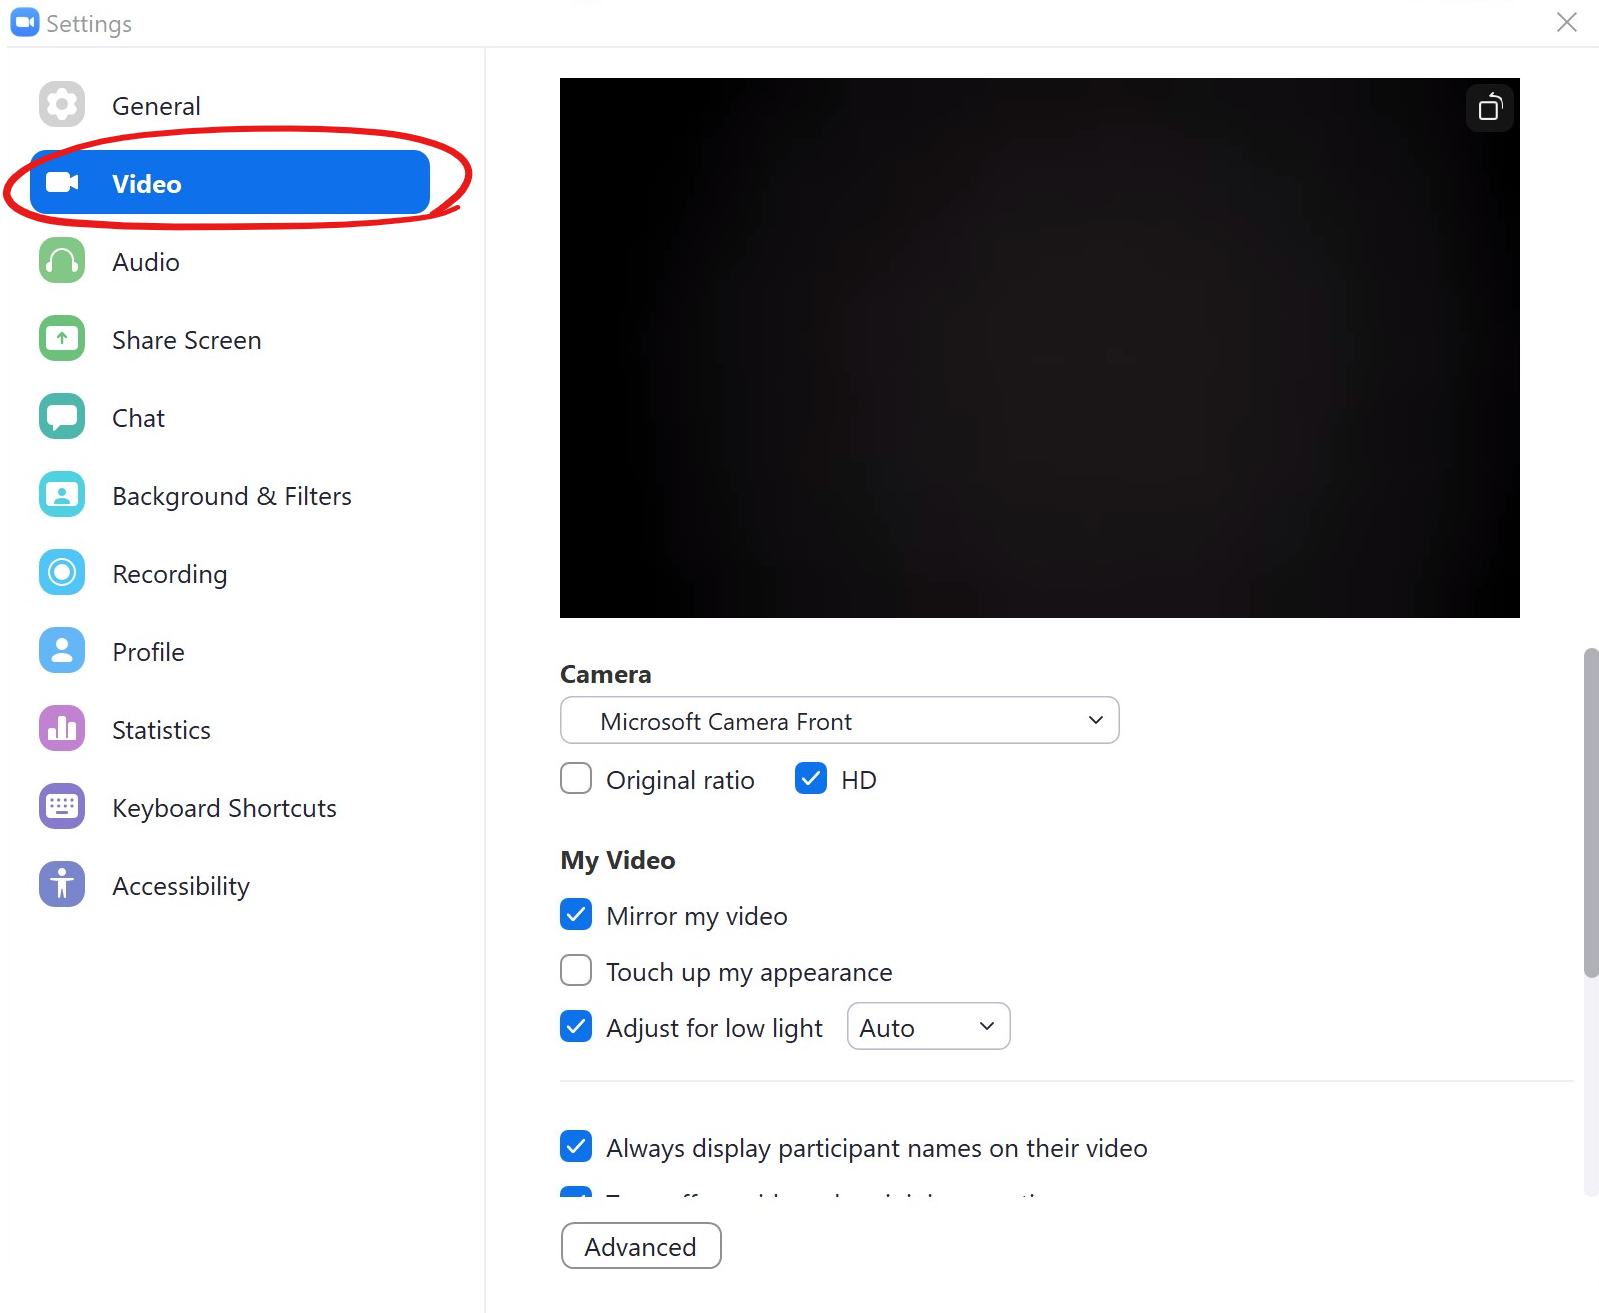 Settings
General
Video
Audio
Share Screen
Chat
Background & Filters
Recording
Profile
Statistics
Keyboard Shortcuts
Accessibility
Camera
Microsoft Camera Front
Original ratio HD
My Video
Mirror my video
Touch up my appearance
Adjust for low light Auto
Always display participant names on their video
Advanced